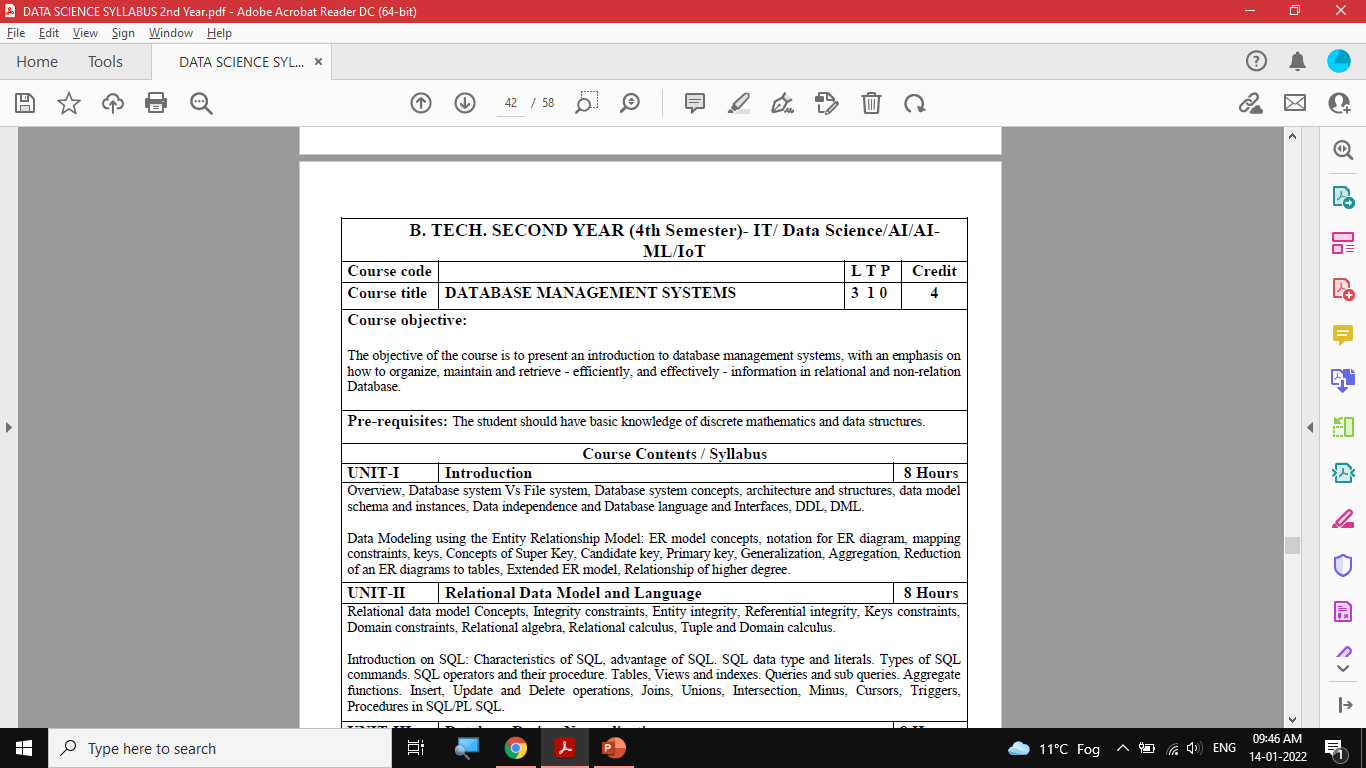 DATA SCIENCE SYLLABUS 2nd Year.pdf - Adobe Acrobat Reader DC (64-bit)
File Edit View Sign Window Help
Home Tools DATA SCIENCE SYL... ×
42 / 58
B. TECH. SECOND YEAR (4th Semester)- IT/ Data Science/AI/AI-
ML/IoT
Course code L T P Credit
Course title DATABASE MANAGEMENT SYSTEMS 3 1 0 4
Course objective:
The objective of the course is to present an introduction to database management systems, with an emphasis on
how to organize, maintain and retrieve - efficiently, and effectively - information in relational and non-relation
Database.
Pre-requisites: The student should have basic knowledge of discrete mathematics and data structures.
Course Contents / Syllabus
UNIT-I Introduction 8 Hours
Overview, Database system Vs File system, Database system concepts, architecture and structures, data model
schema and instances, Data independence and Database language and Interfaces, DDL, DML.
Data Modeling using the Entity Relationship Model: ER model concepts, notation for ER diagram, mapping
constraints, keys, Concepts of Super Key, Candidate key, Primary key, Generalization, Aggregation, Reduction
of an ER diagrams to tables, Extended ER model, Relationship of higher degree.
UNIT-II Relational Data Model and Language 8 Hours
Relational data model Concepts, Integrity constraints, Entity integrity, Referential integrity, Keys constraints,
Domain constraints, Relational algebra, Relational calculus, Tuple and Domain calculus.
Introduction on SQL: Characteristics of SQL, advantage of SQL. SQL data type and literals. Types of SQL
commands. SQL operators and their procedure. Tables, Views and indexes. Queries and sub queries. Aggregate
functions. Insert, Update and Delete operations, Joins, Unions, Intersection, Minus, Cursors, Triggers,
Procedures in SQL/PL SQL.
Type here to search
11°C Fog
ENG
09:46 AM
14-01-2022
1